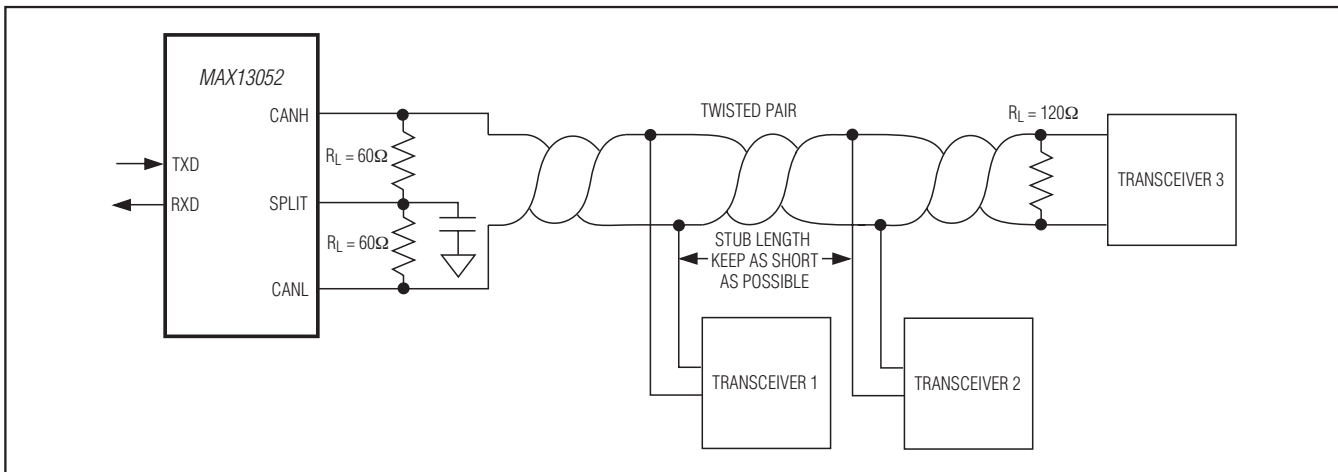 MAX13052
CANH
TXD
RXD
SPLIT
CANL
RL = 60Ω
RL = 60Ω
TWISTED PAIR
STUB LENGTH
KEEP AS SHORT
AS POSSIBLE
RL = 120Ω
TRANSCEIVER 1
TRANSCEIVER 2
TRANSCEIVER 3